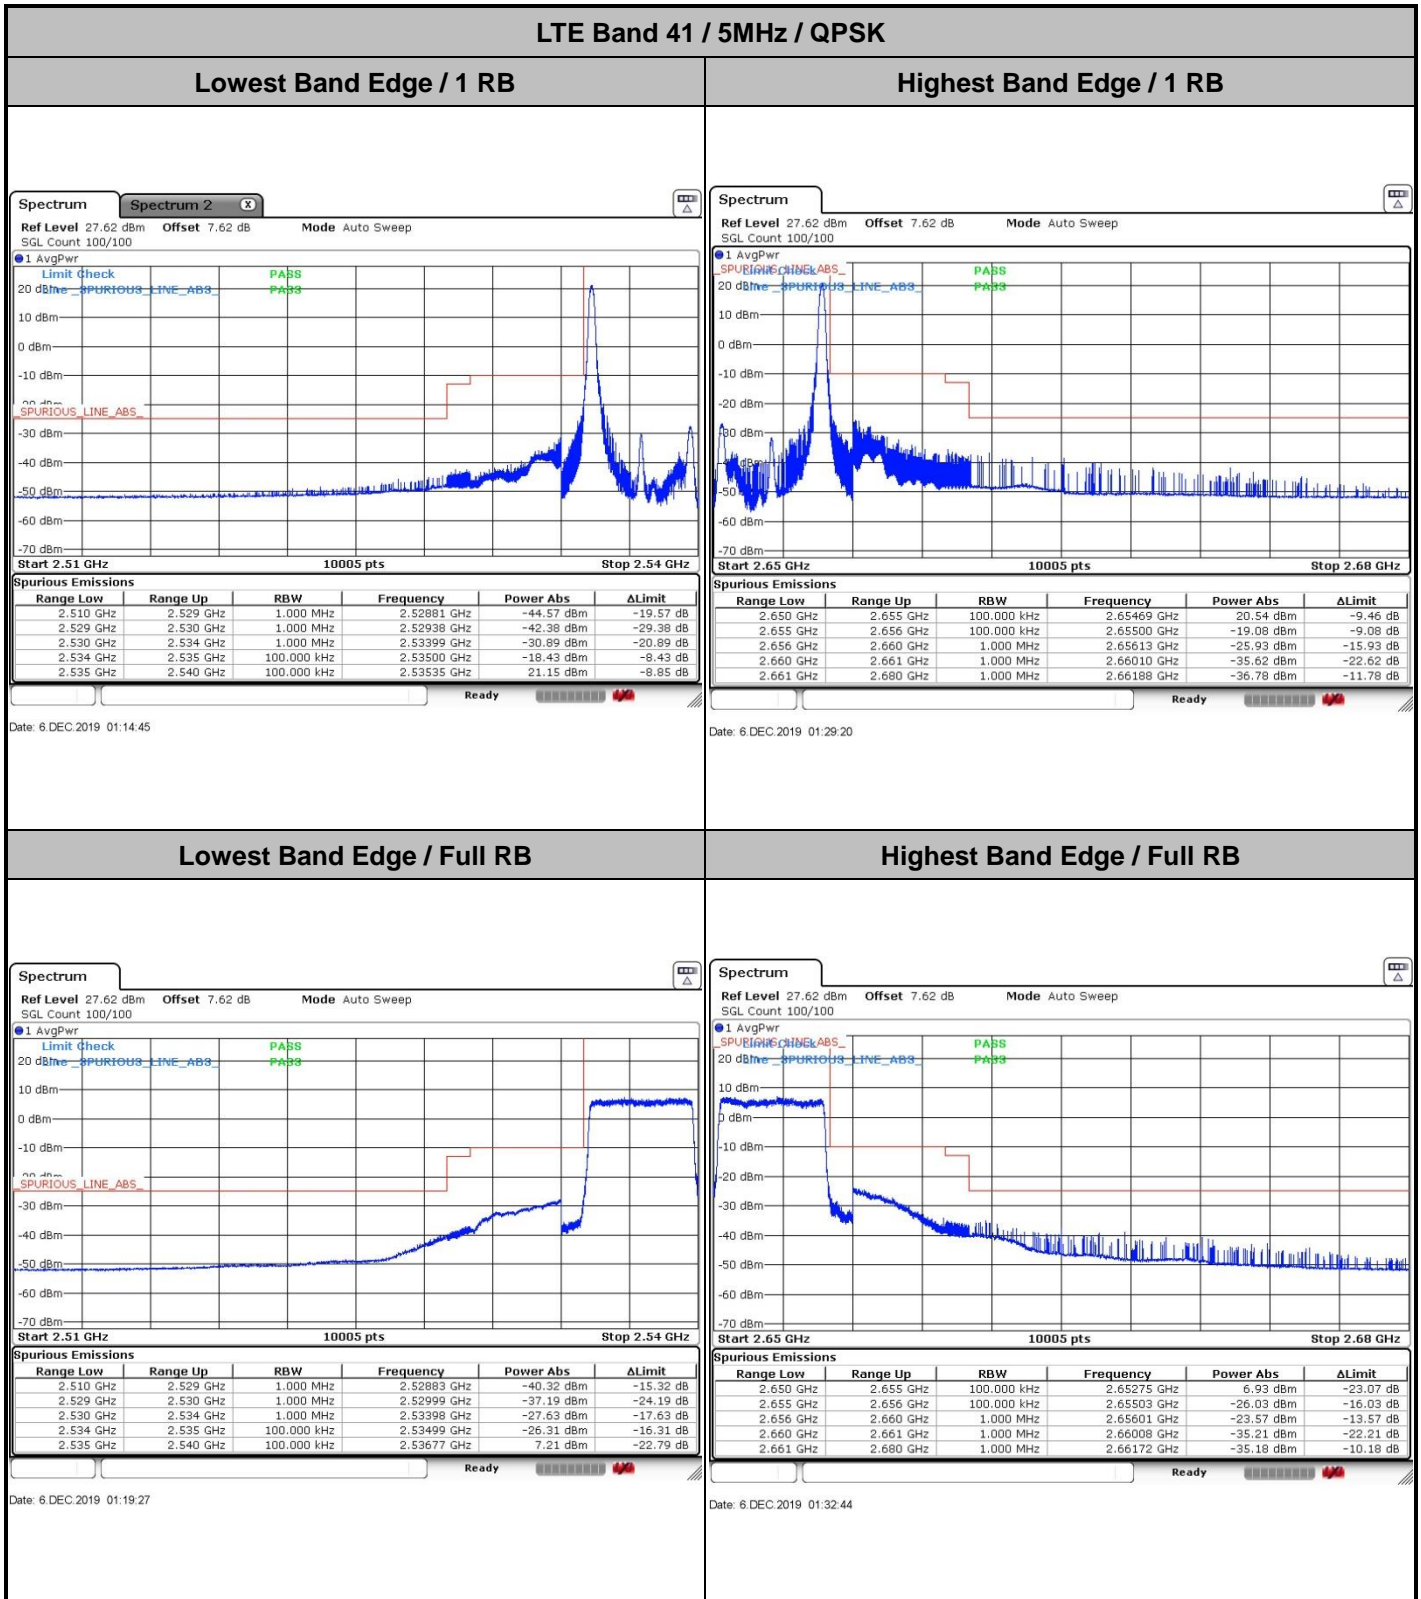 LTE Band 41 / 5MHz / QPSK
Lowest Band Edge / 1 RB
Highest Band Edge / 1 RB
Spectrum
Spectrum 2
Ref Level 27.62 dBm Offset 7.62 dB Mode Auto Sweep
SGL Count 100/100
1 AvgPwr
Limit Check PASS
Line _SPURIOUS_LINE_ABS_ PASS
20 dBm
10 dBm
0 dBm
-10 dBm
-20 dBm
_SPURIOUS_LINE_ABS_
-30 dBm
-40 dBm
-50 dBm
-60 dBm
-70 dBm
Start 2.51 GHz 10005 pts Stop 2.54 GHz
Spurious Emissions
Range Low Range Up RBW Frequency Power Abs ΔLimit
2.510 GHz 2.529 GHz 1.000 MHz 2.52881 GHz -44.57 dBm -19.57 dB
2.529 GHz 2.530 GHz 1.000 MHz 2.52938 GHz -42.38 dBm -29.38 dB
2.530 GHz 2.534 GHz 1.000 MHz 2.53399 GHz -30.89 dBm -20.89 dB
2.534 GHz 2.535 GHz 100.000 kHz 2.53500 GHz -18.43 dBm -8.43 dB
2.535 GHz 2.540 GHz 100.000 kHz 2.53535 GHz 21.15 dBm -8.85 dB
Ready
Date: 6.DEC.2019 01:14:45
Spectrum
Ref Level 27.62 dBm Offset 7.62 dB Mode Auto Sweep
SGL Count 100/100
1 AvgPwr
_SPURIOUS_LINE_ABS_
Limit Check PASS
Line _SPURIOUS_LINE_ABS_ PASS
20 dBm
10 dBm
0 dBm
-10 dBm
-20 dBm
-30 dBm
-40 dBm
-50 dBm
-60 dBm
-70 dBm
Start 2.65 GHz 10005 pts Stop 2.68 GHz
Spurious Emissions
Range Low Range Up RBW Frequency Power Abs ΔLimit
2.650 GHz 2.655 GHz 100.000 kHz 2.65469 GHz 20.54 dBm -9.46 dB
2.655 GHz 2.656 GHz 100.000 kHz 2.65500 GHz -19.08 dBm -9.08 dB
2.656 GHz 2.660 GHz 1.000 MHz 2.65613 GHz -25.93 dBm -15.93 dB
2.660 GHz 2.661 GHz 1.000 MHz 2.66010 GHz -35.62 dBm -22.62 dB
2.661 GHz 2.680 GHz 1.000 MHz 2.66188 GHz -36.78 dBm -11.78 dB
Ready
Date: 6.DEC.2019 01:29:20
Lowest Band Edge / Full RB
Highest Band Edge / Full RB
Spectrum
Ref Level 27.62 dBm Offset 7.62 dB Mode Auto Sweep
SGL Count 100/100
1 AvgPwr
Limit Check PASS
Line _SPURIOUS_LINE_ABS_ PASS
20 dBm
10 dBm
0 dBm
-10 dBm
-20 dBm
_SPURIOUS_LINE_ABS_
-30 dBm
-40 dBm
-50 dBm
-60 dBm
-70 dBm
Start 2.51 GHz 10005 pts Stop 2.54 GHz
Spurious Emissions
Range Low Range Up RBW Frequency Power Abs ΔLimit
2.510 GHz 2.529 GHz 1.000 MHz 2.52883 GHz -40.32 dBm -15.32 dB
2.529 GHz 2.530 GHz 1.000 MHz 2.52999 GHz -37.19 dBm -24.19 dB
2.530 GHz 2.534 GHz 1.000 MHz 2.53398 GHz -27.63 dBm -17.63 dB
2.534 GHz 2.535 GHz 100.000 kHz 2.53499 GHz -26.31 dBm -16.31 dB
2.535 GHz 2.540 GHz 100.000 kHz 2.53677 GHz 7.21 dBm -22.79 dB
Ready
Date: 6.DEC.2019 01:19:27
Spectrum
Ref Level 27.62 dBm Offset 7.62 dB Mode Auto Sweep
SGL Count 100/100
1 AvgPwr
_SPURIOUS_LINE_ABS_
Limit Check PASS
Line _SPURIOUS_LINE_ABS_ PASS
20 dBm
10 dBm
0 dBm
-10 dBm
-20 dBm
-30 dBm
-40 dBm
-50 dBm
-60 dBm
-70 dBm
Start 2.65 GHz 10005 pts Stop 2.68 GHz
Spurious Emissions
Range Low Range Up RBW Frequency Power Abs ΔLimit
2.650 GHz 2.655 GHz 100.000 kHz 2.65275 GHz 6.93 dBm -23.07 dB
2.655 GHz 2.656 GHz 100.000 kHz 2.65503 GHz -26.03 dBm -16.03 dB
2.656 GHz 2.660 GHz 1.000 MHz 2.65601 GHz -23.57 dBm -13.57 dB
2.660 GHz 2.661 GHz 1.000 MHz 2.66008 GHz -35.21 dBm -22.21 dB
2.661 GHz 2.680 GHz 1.000 MHz 2.66172 GHz -35.18 dBm -10.18 dB
Ready
Date: 6.DEC.2019 01:32:44